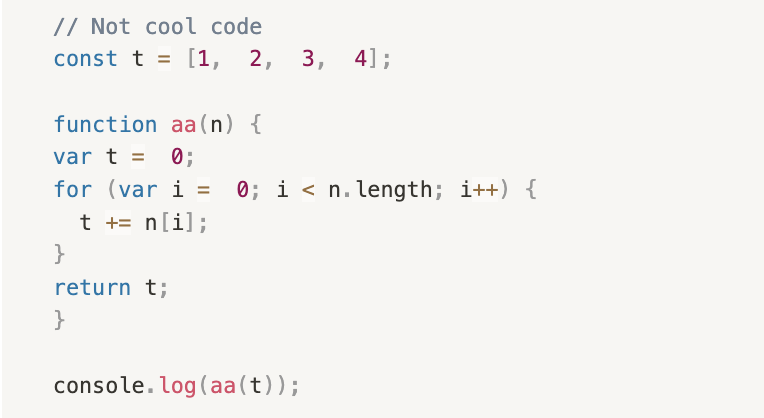 // Not cool code
const t = [1,  2,  3,  4];
function aa(n) {
var t =  0;
for (var i =  0; i < n.length; i++) {
  t += n[i];
}
return t;
}
console.log(aa(t));